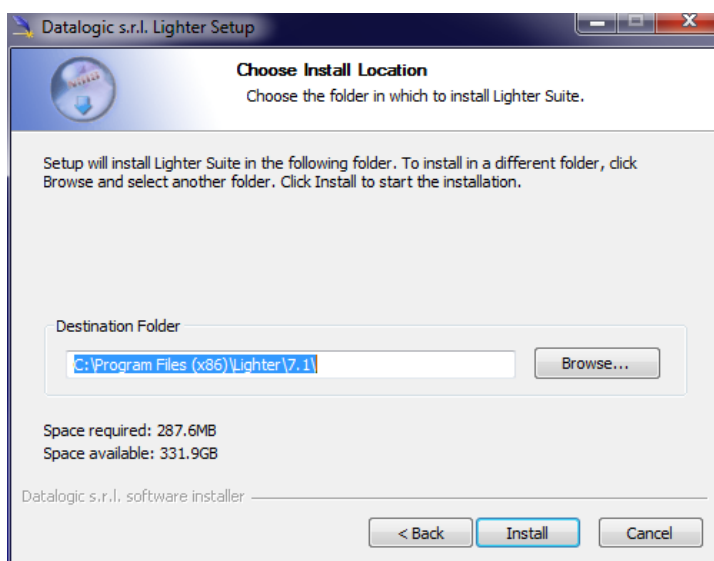 Datalogic s.r.l. Lighter Setup
Choose Install Location
Choose the folder in which to install Lighter Suite.
Setup will install Lighter Suite in the following folder. To install in a different folder, click
Browse and select another folder. Click Install to start the installation.
Destination Folder
C:\Program Files (x86)\Lighter\7.1\
Browse...
Space required: 287.6MB
Space available: 331.9GB
Datalogic s.r.l. software installer
< Back Install Cancel